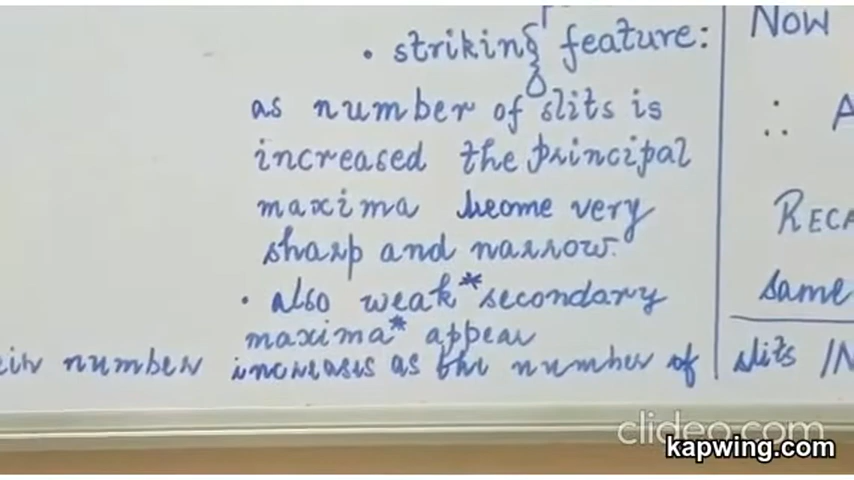 • striking feature:
as number of slits is
increased the principal
maxima become very
sharp and narrow.
• also weak* secondary
maxima* appear
number increases as the number of slits
Now
∴ A
same
clideo.com
kapwing.com